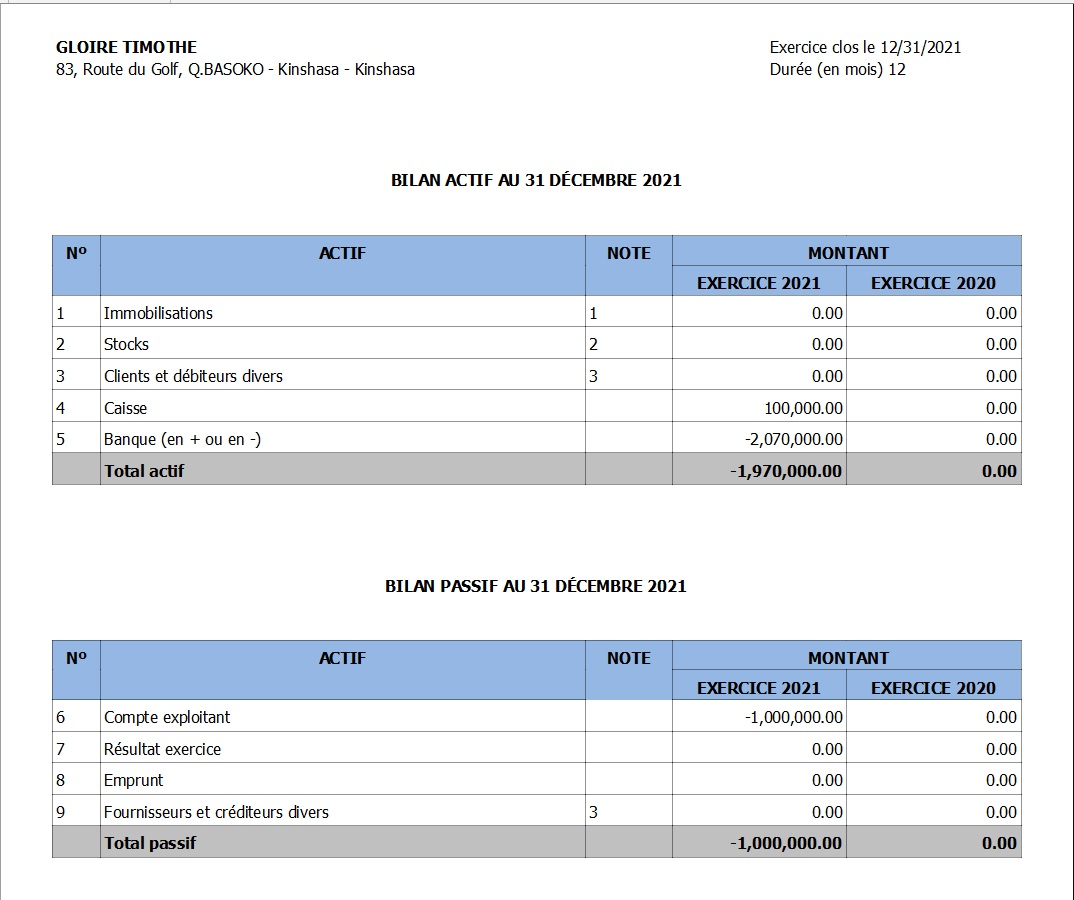 GLOIRE TIMOTHE
Exercice clos le 12/31/2021
83, Route du Golf, Q.BASOKO - Kinshasa - Kinshasa
Durée (en mois) 12
BILAN ACTIF AU 31 DÉCEMBRE 2021
Nº ACTIF NOTE MONTANT
EXERCICE 2021 EXERCICE 2020
1 Immobilisations 1 0.00 0.00
2 Stocks 2 0.00 0.00
3 Clients et débiteurs divers 3 0.00 0.00
4 Caisse 100,000.00 0.00
5 Banque (en + ou en -) -2,070,000.00 0.00
Total actif -1,970,000.00 0.00
BILAN PASSIF AU 31 DÉCEMBRE 2021
Nº ACTIF NOTE MONTANT
EXERCICE 2021 EXERCICE 2020
6 Compte exploitant -1,000,000.00 0.00
7 Résultat exercice 0.00 0.00
8 Emprunt 0.00 0.00
9 Fournisseurs et créditeurs divers 3 0.00 0.00
Total passif -1,000,000.00 0.00